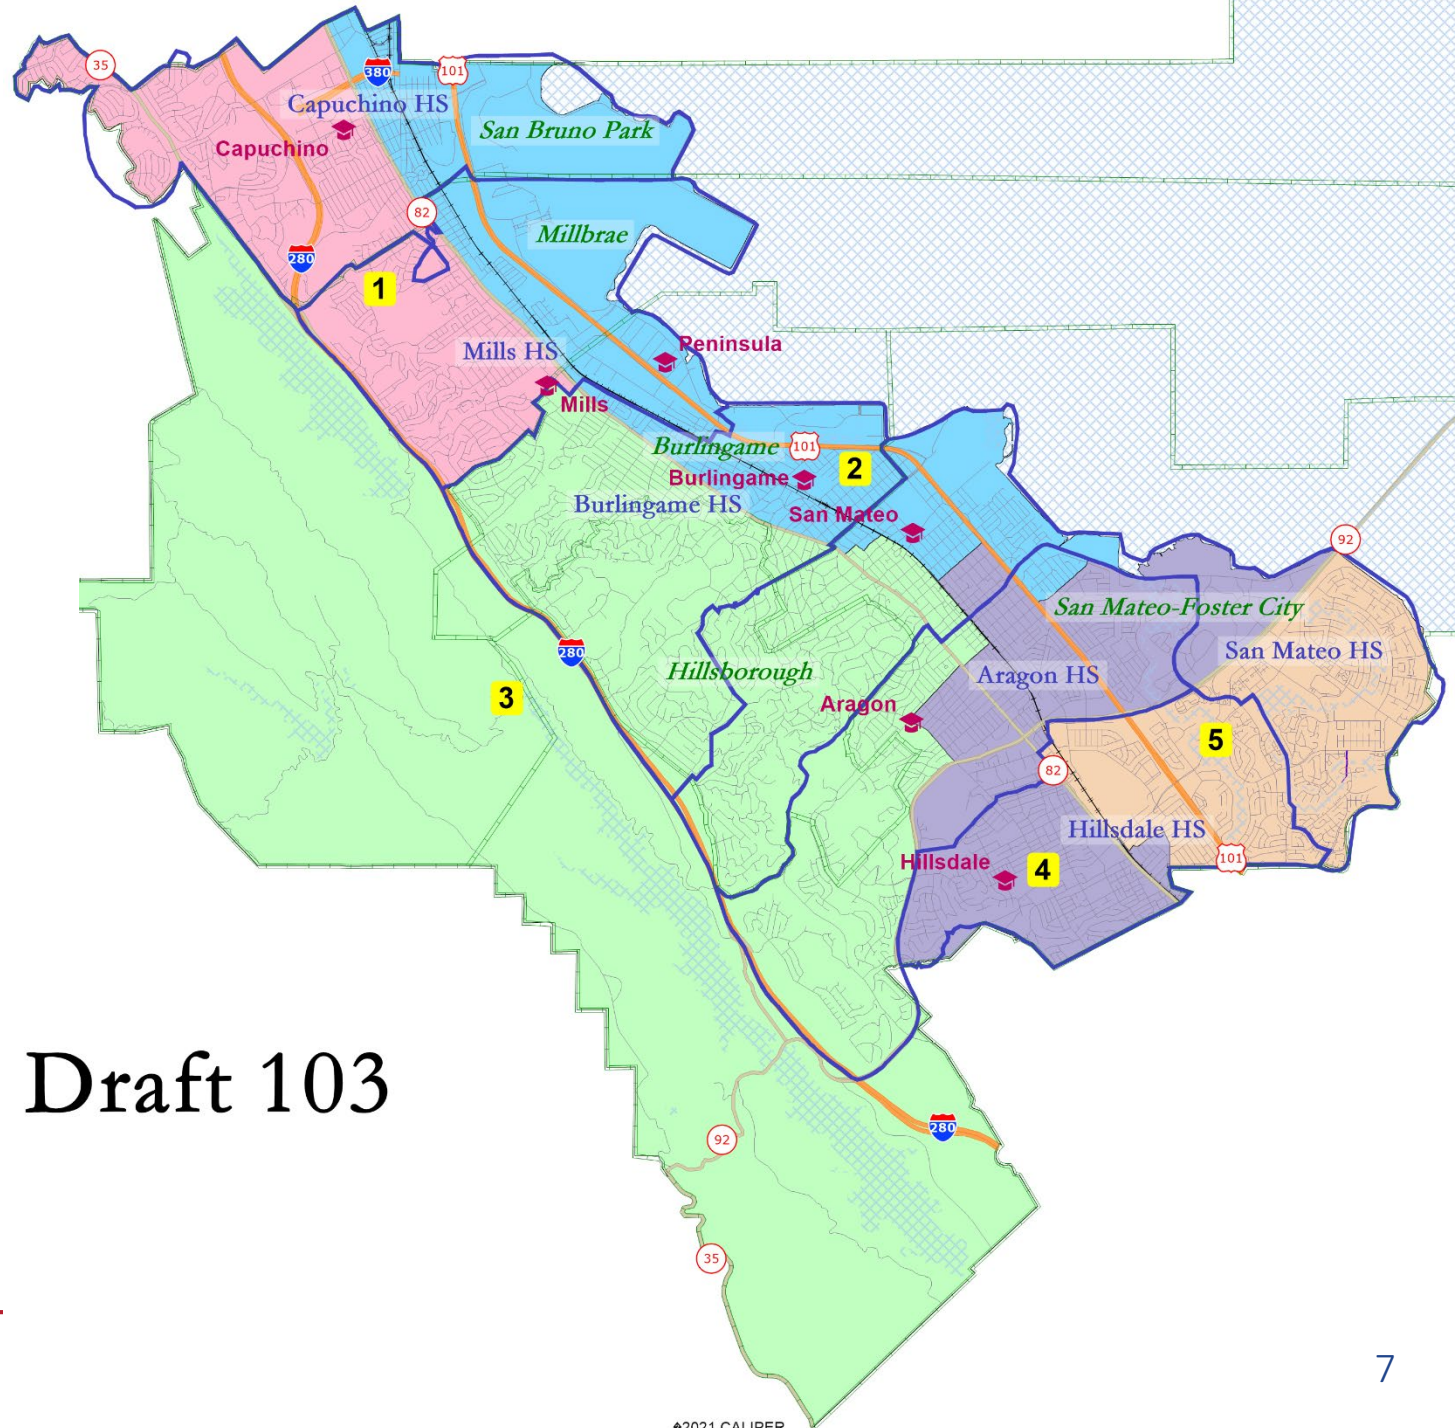 35
380
101
Capuchino HS
San Bruno Park
Capuchino
82
Millbrae
280
1
Peninsula
Mills HS
Mills
Burlingame
101
2
Burlingame
Burlingame HS
San Mateo
92
San Mateo-Foster City
280
San Mateo HS
Hillsborough
Aragon HS
3
Aragon
5
82
Hillsdale HS
101
Hillsdale
4
Draft 103
280
92
35
7
©2021 CALIPER